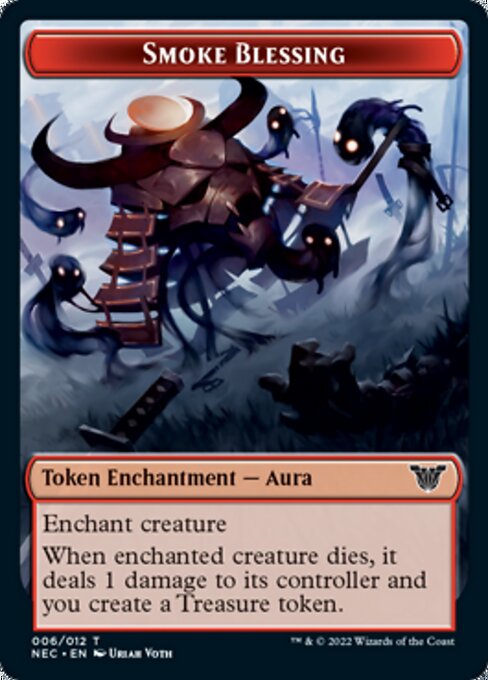 Smoke Blessing
Token Enchantment — Aura
Enchant creature
When enchanted creature dies, it
deals 1 damage to its controller and
you create a Treasure token.
006/012 T
NEC • EN Uriah Voth
™ & © 2022 Wizards of the Coast